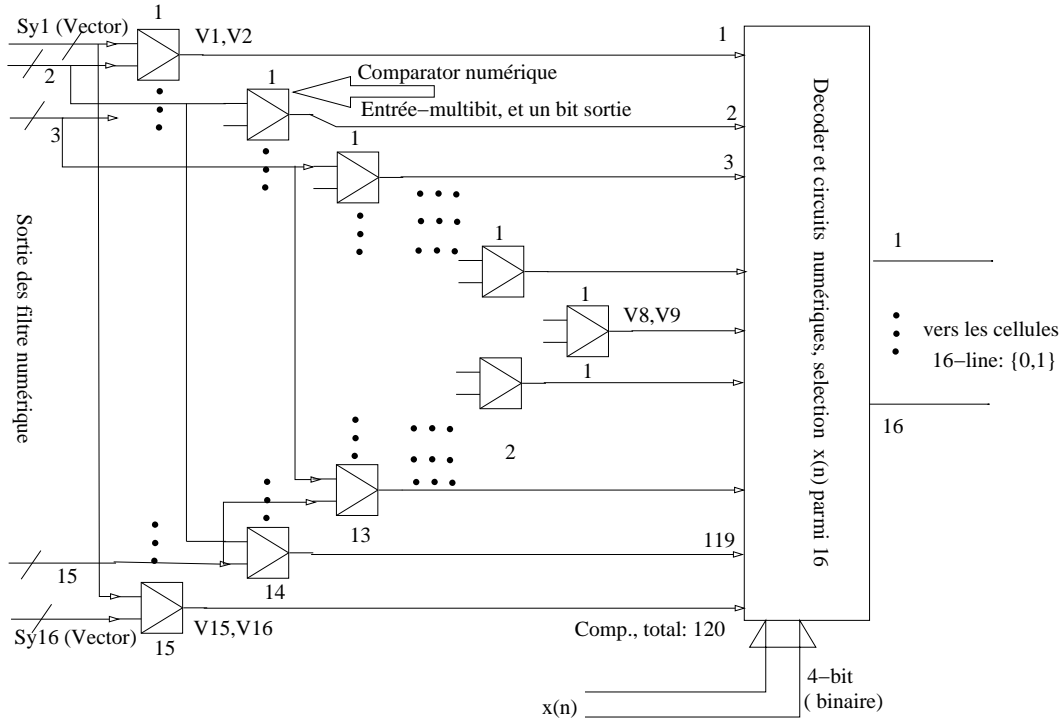 Sy1 (Vector)
1
V1,V2
1
2
1
Comparator numérique
Entrée−multibit, et un bit sortie
2
3
1
3
Sortie des filtre numérique
1
1
V8,V9
1
2
13
15
14
119
Sy16 (Vector)
15
V15,V16
Comp., total: 120
Decoder et circuits numériques, selection x(n) parmi 16
1
vers les cellules
16−line: {0,1}
16
4−bit
( binaire)
x(n)